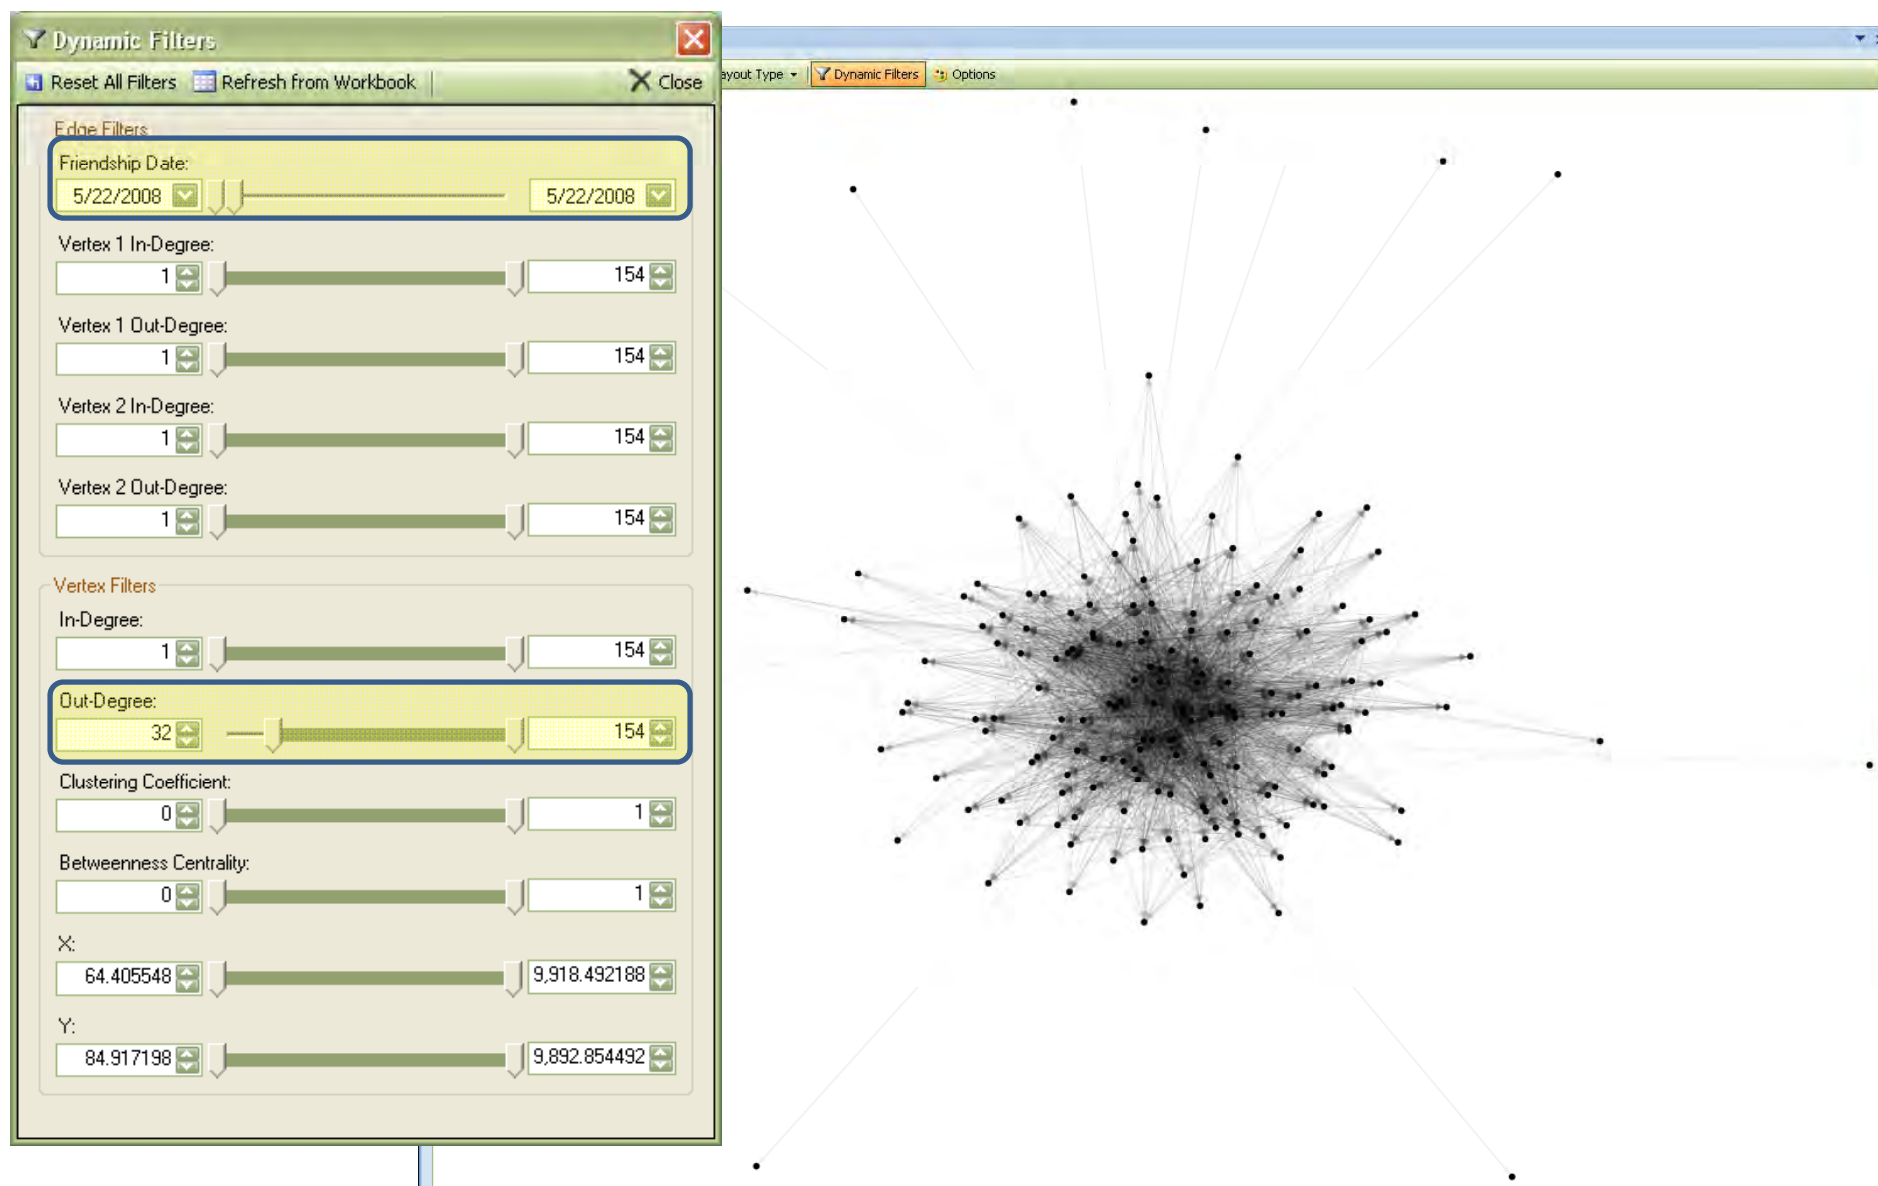 Dynamic Filters
Reset All Filters Refresh from Workbook Close
ayout Type Dynamic Filters Options
Edge Filters
Friendship Date:
5/22/2008 5/22/2008
Vertex 1 In-Degree:
1 154
Vertex 1 Out-Degree:
1 154
Vertex 2 In-Degree:
1 154
Vertex 2 Out-Degree:
1 154
Vertex Filters
In-Degree:
1 154
Out-Degree:
32 154
Clustering Coefficient:
0 1
Betweenness Centrality:
0 1
X:
64.405548 9,918.492188
Y:
84.917198 9,892.854492